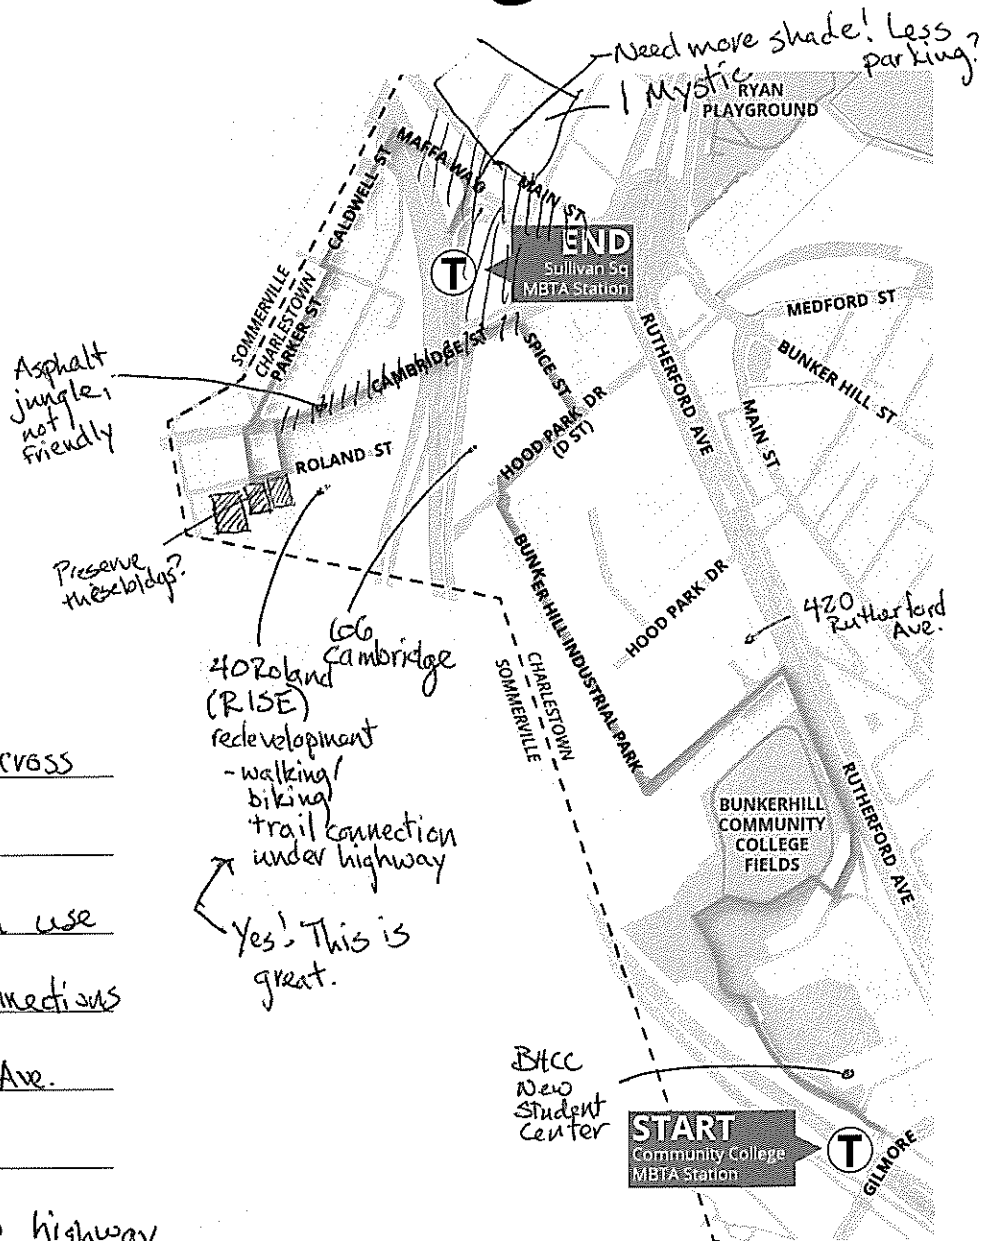 Need more shade! Less
parking?
1 Mystic
RYAN
PLAYGROUND
MAFFA WAY
MAIN ST
CALDWELL ST
END
Sullivan Sq
MBTA Station
T
SOMMERVILLE
CHARLESTOWN
PARKER ST
MEDFORD ST
BUNKER HILL ST
RUTHERFORD AVE
MAIN ST
Asphalt
jungle,
not
friendly
CAMBRIDGE ST
SPICE ST
HOOD PARK DR
(D ST)
ROLAND ST
Preserve
these bldgs?
BUNKER HILL INDUSTRIAL PARK
HOOD PARK DR
420
Rutherford
Ave.
606
Cambridge
40 Roland
(RISE)
redevelopment
- walking/
biking/
trail connection
under highway
CHARLESTOWN
SOMMERVILLE
cross
BUNKERHILL
COMMUNITY
COLLEGE
FIELDS
RUTHERFORD AVE
use
Yes! This is
great.
Ave.
BHCC
New
Student
Center
START
Community College
MBTA Station
T
GILMORE
highway